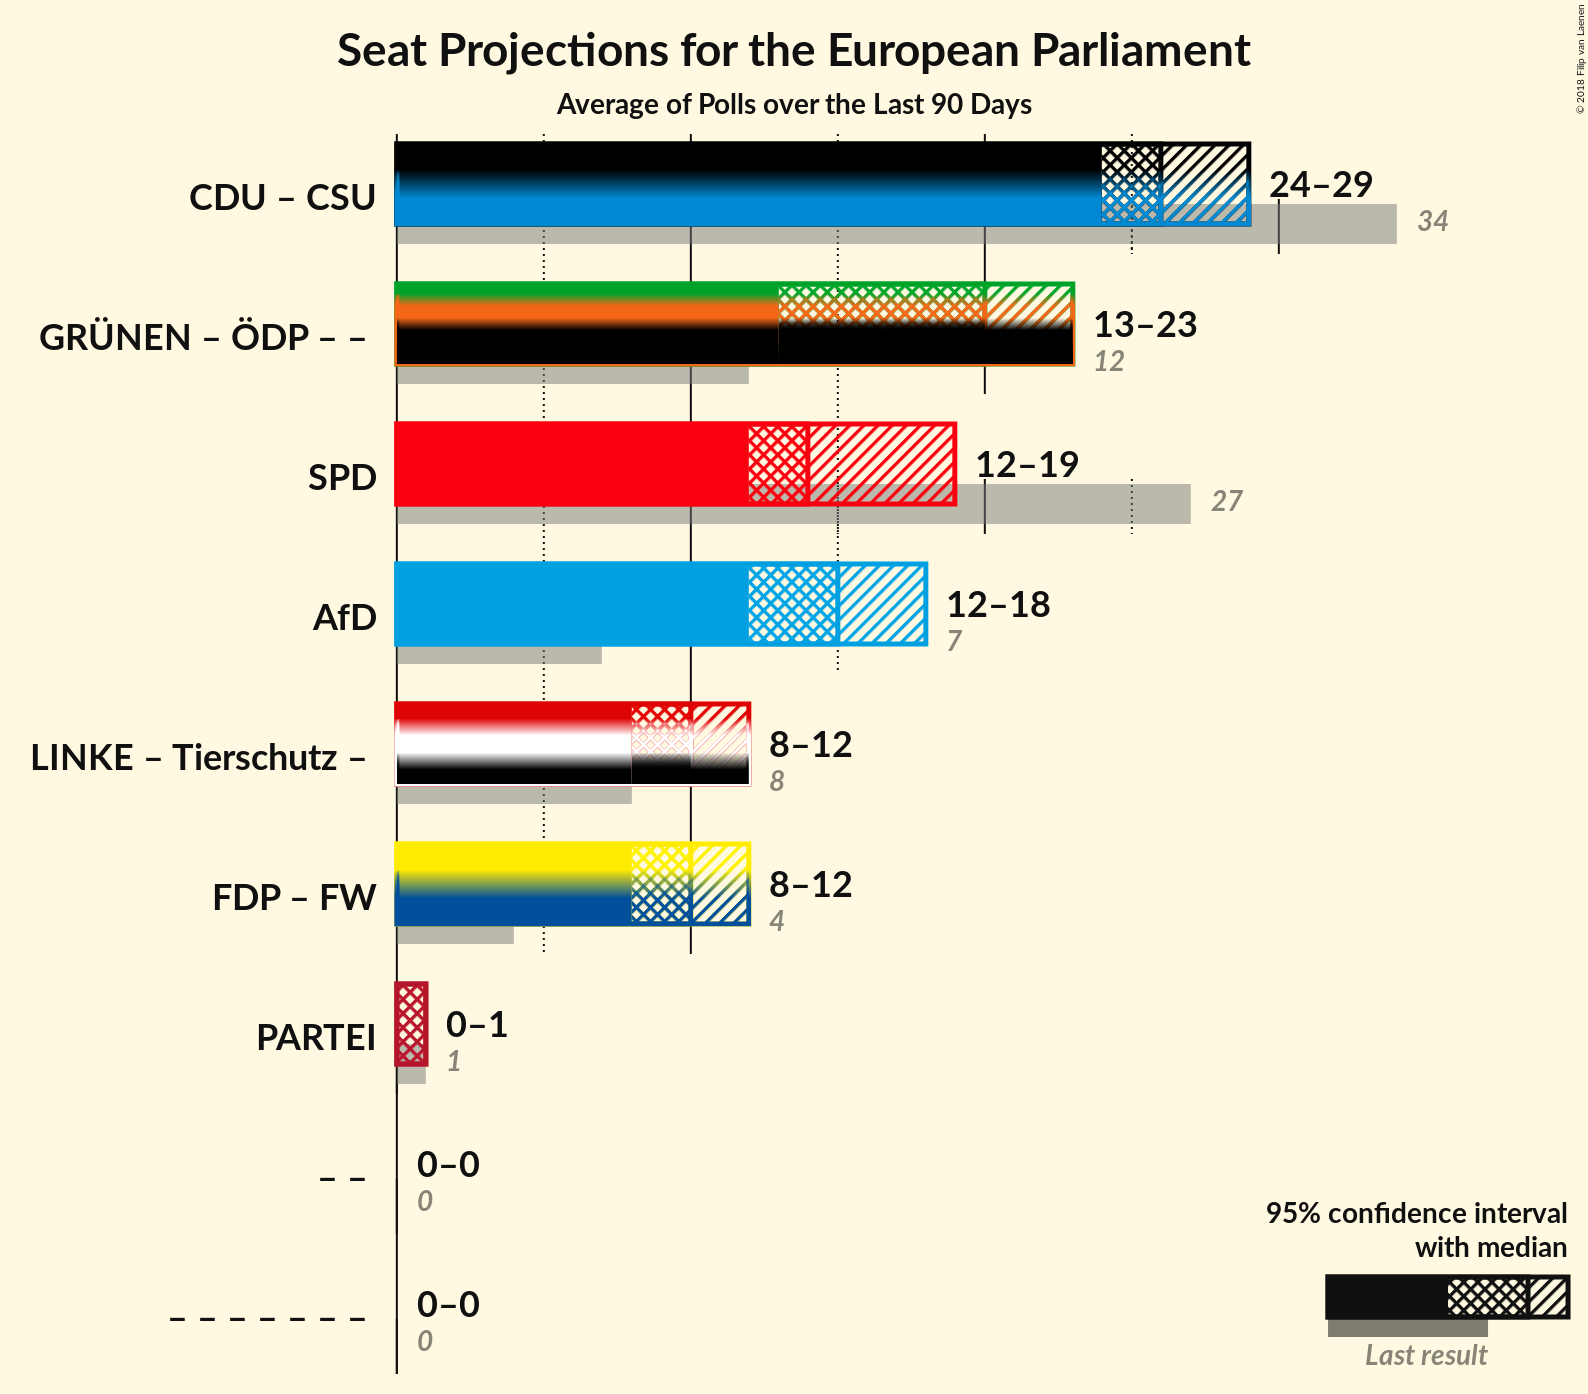 Seat Projections for the European Parliament
Average of Polls over the Last 90 Days
© 2018 Filip van Laenen
CDU – CSU
24–29
34
GRÜNEN – ÖDP – –
13–23
12
SPD
12–19
27
AfD
12–18
7
LINKE – Tierschutz –
8–12
8
FDP – FW
8–12
4
PARTEI
0–1
1
– –
0–0
0
– – – – – – –
0–0
0
95% confidence interval
with median
Last result